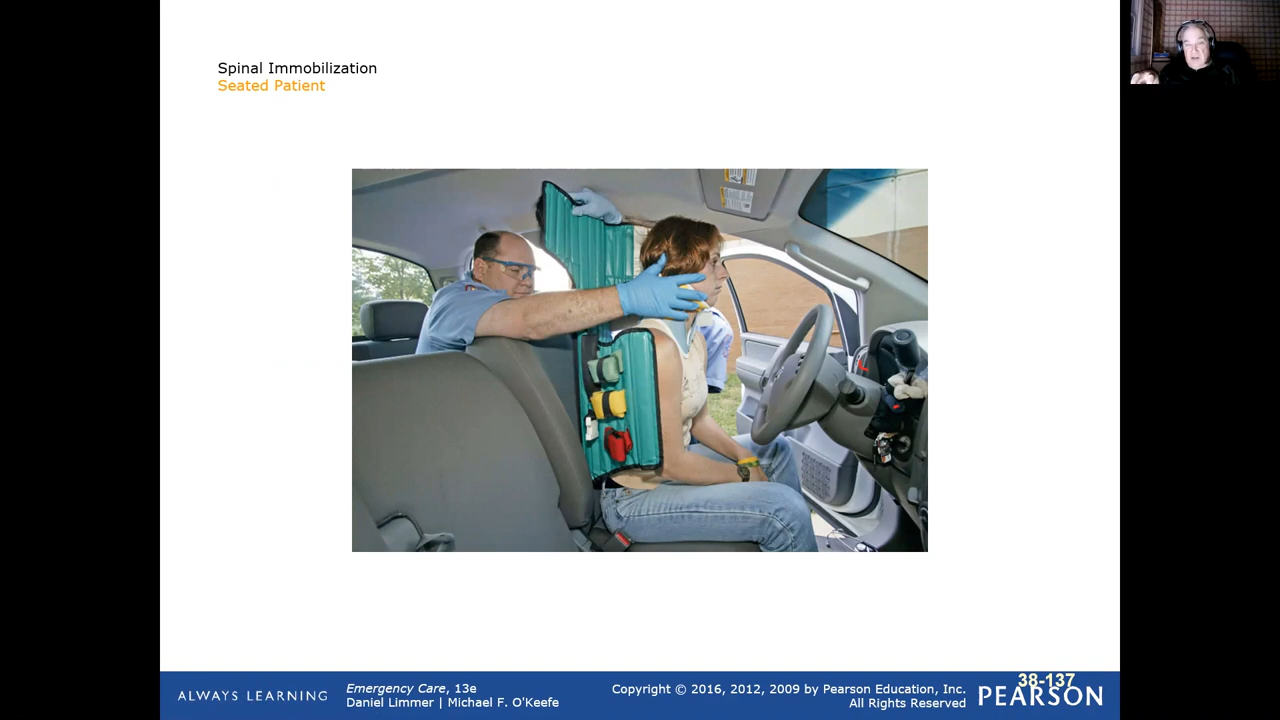 Spinal Immobilization
Seated Patient
ALWAYS LEARNING
Emergency Care, 13e
Daniel Limmer | Michael F. O'Keefe
Copyright © 2016, 2012, 2009 by Pearson Education, Inc.
All Rights Reserved
38-137
PEARSON